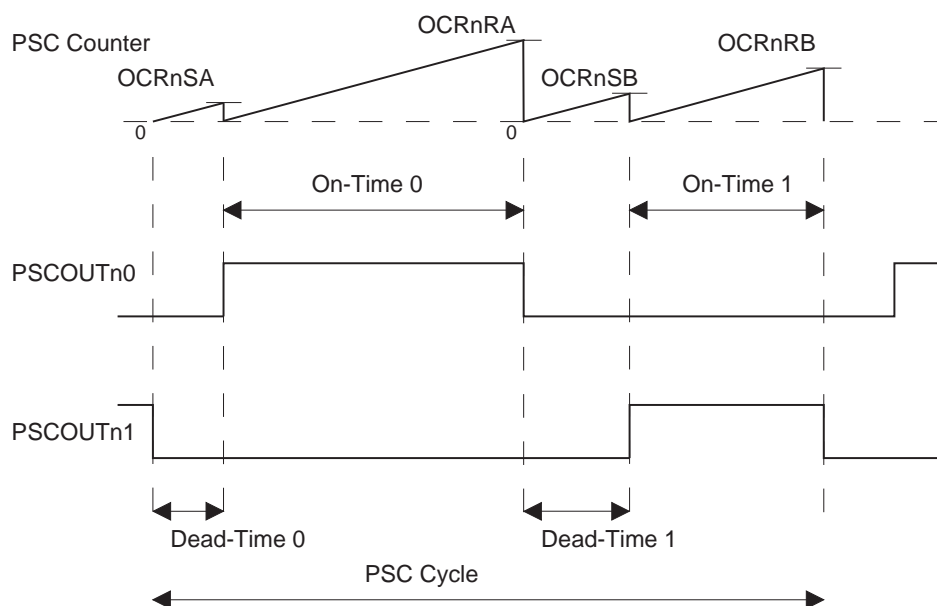 OCRnRA
PSC Counter
OCRnRB
OCRnSA
OCRnSB
0
0
On-Time 0
On-Time 1
PSCOUTn0
PSCOUTn1
Dead-Time 0
Dead-Time 1
PSC Cycle